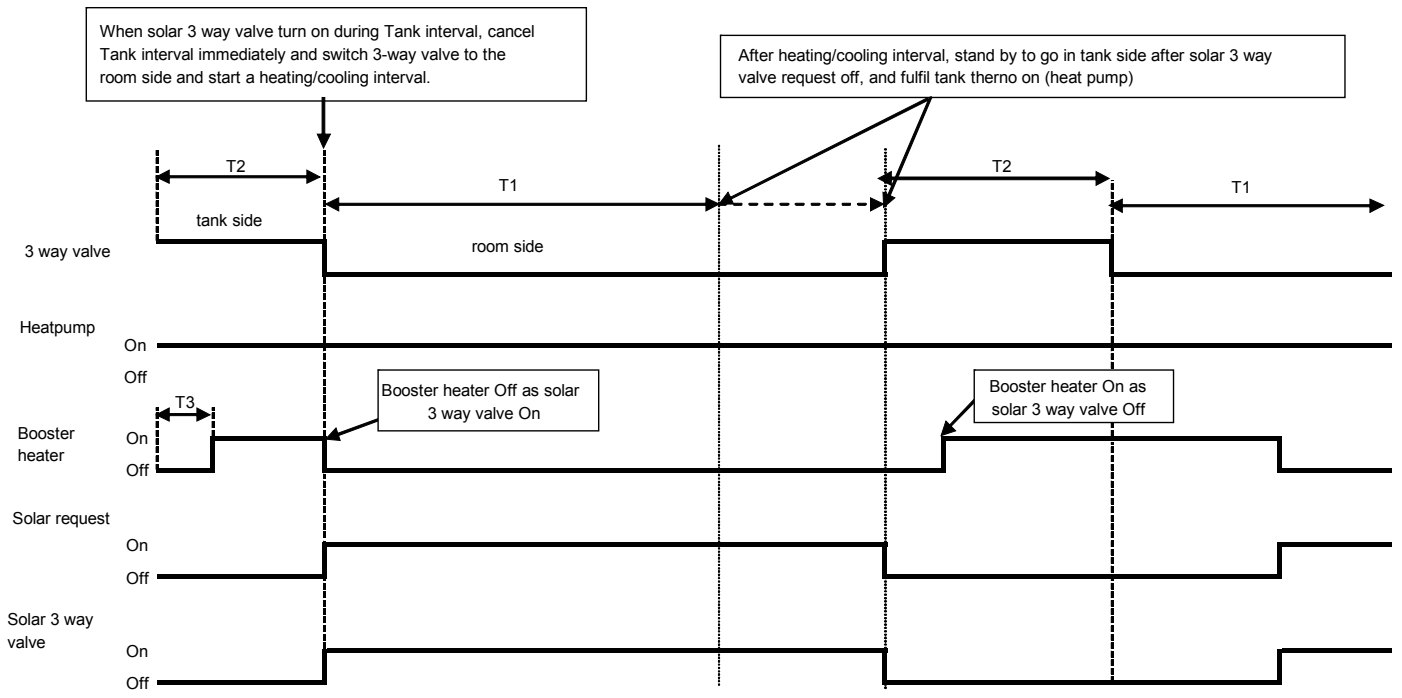 When solar 3 way valve turn on during Tank interval, cancel
Tank interval immediately and switch 3-way valve to the
room side and start a heating/cooling interval.
After heating/cooling interval, stand by to go in tank side after solar 3 way
valve request off, and fulfil tank therno on (heat pump)
T2
T1
T2
T1
tank side
room side
3 way valve
Heatpump
On
Off
Booster heater Off as solar
3 way valve On
Booster heater On as
solar 3 way valve Off
T3
Booster
heater
On
Off
Solar request
On
Off
Solar 3 way
valve
On
Off